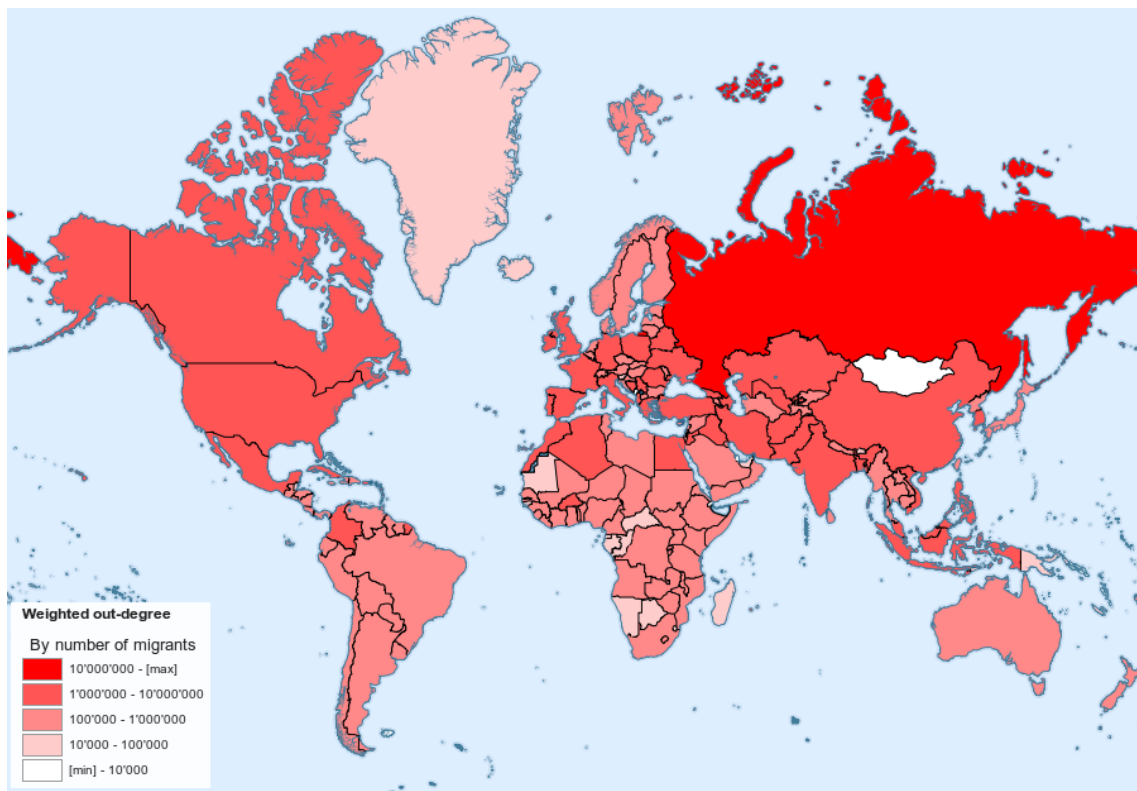 Weighted out-degree
By number of migrants
10'000'000 - [max]
1'000'000 - 10'000'000
100'000 - 1'000'000
10'000 - 100'000
[min] - 10'000